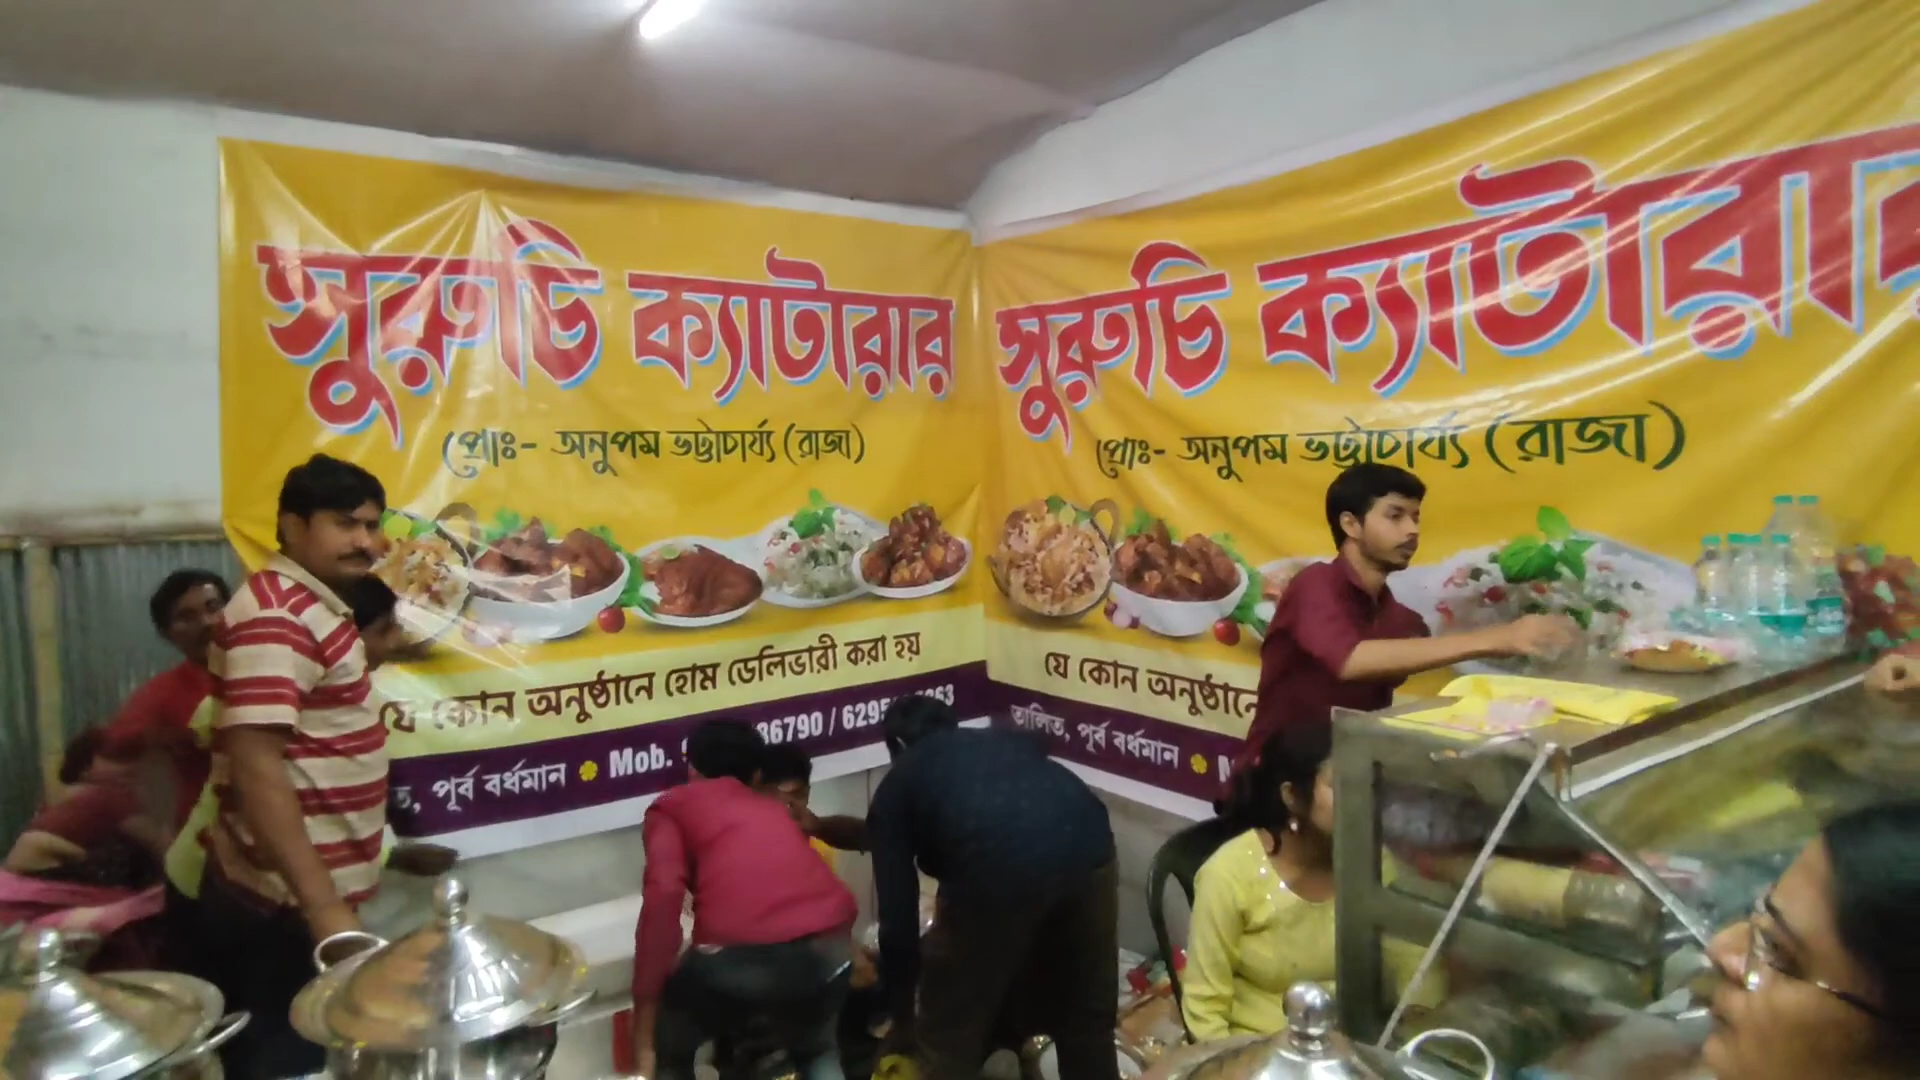 সুরুচি ক্যাটারার
প্রোঃ- অনুপম ভট্টাচার্য্য (রাজা)
যে কোন অনুষ্ঠানে হোম ডেলিভারী করা হয়
পূর্ব বর্ধমান Mob.
সুরুচি ক্যাটারার
প্রোঃ- অনুপম ভট্টাচার্য্য (রাজা)
যে কোন অনুষ্ঠানে
তালিত, পূর্ব বর্ধমান